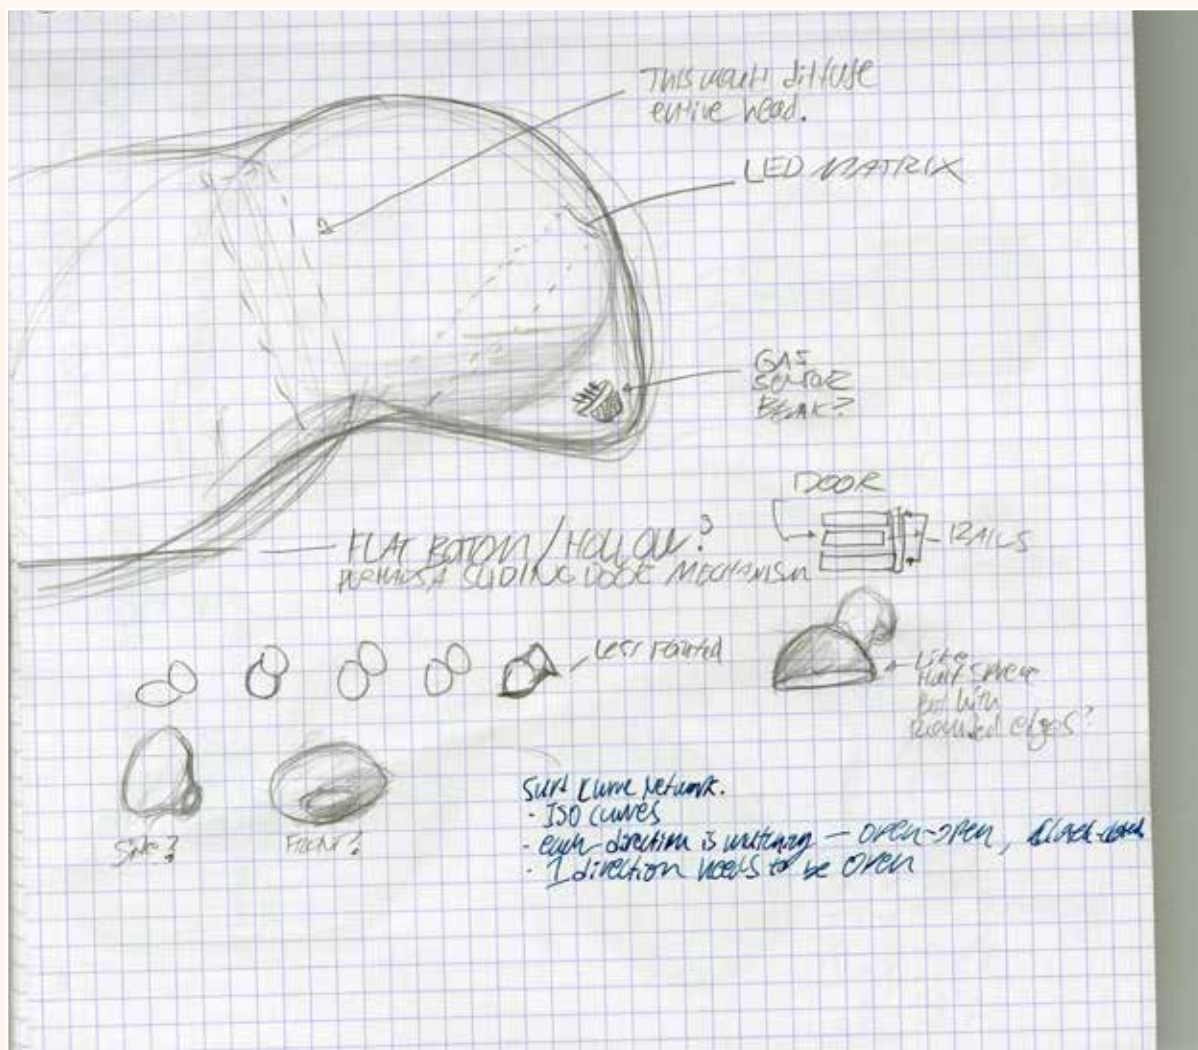 This would diffuse
entire head.
LED MATRIX
GAS
SENSOR
BEAK?
DOOR
RAILS
FLAT BOTTOM / HOLLOW?
PERHAPS A SLIDING DOOR MECHANISM
Less Pointed
Like
Half Sphere
but with
Rounded edges?
Side?
Front?
Surf Curve Network.
- ISO curves
- each direction is matching — open-open, closed-closed
- 1 direction needs to be open